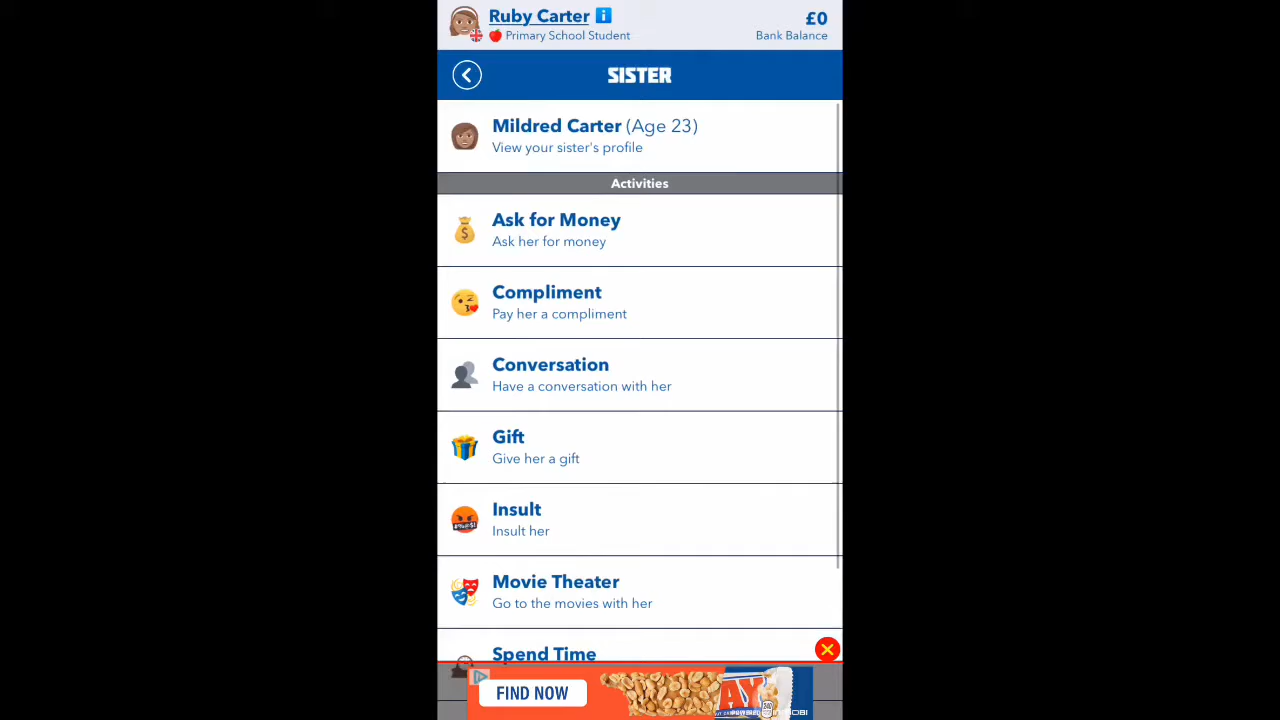 Ruby Carter
£0
Primary School Student
Bank Balance
SISTER
Mildred Carter (Age 23)
View your sister's profile
Activities
Ask for Money
Ask her for money
Compliment
Pay her a compliment
Conversation
Have a conversation with her
Gift
Give her a gift
Insult
Insult her
Movie Theater
Go to the movies with her
Spend Time
FIND NOW
AY